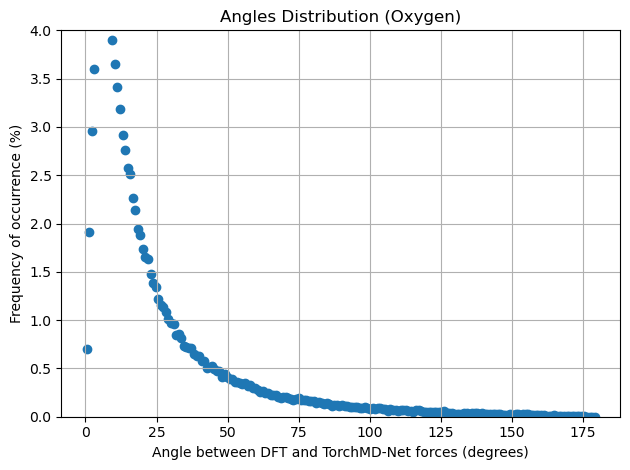 Angles Distribution (Oxygen)
4.0
3.5
3.0
2.5
2.0
1.5
1.0
0.5
0.0
Frequency of occurrence (%)
0 25 50 75 100 125 150 175
Angle between DFT and TorchMD-Net forces (degrees)